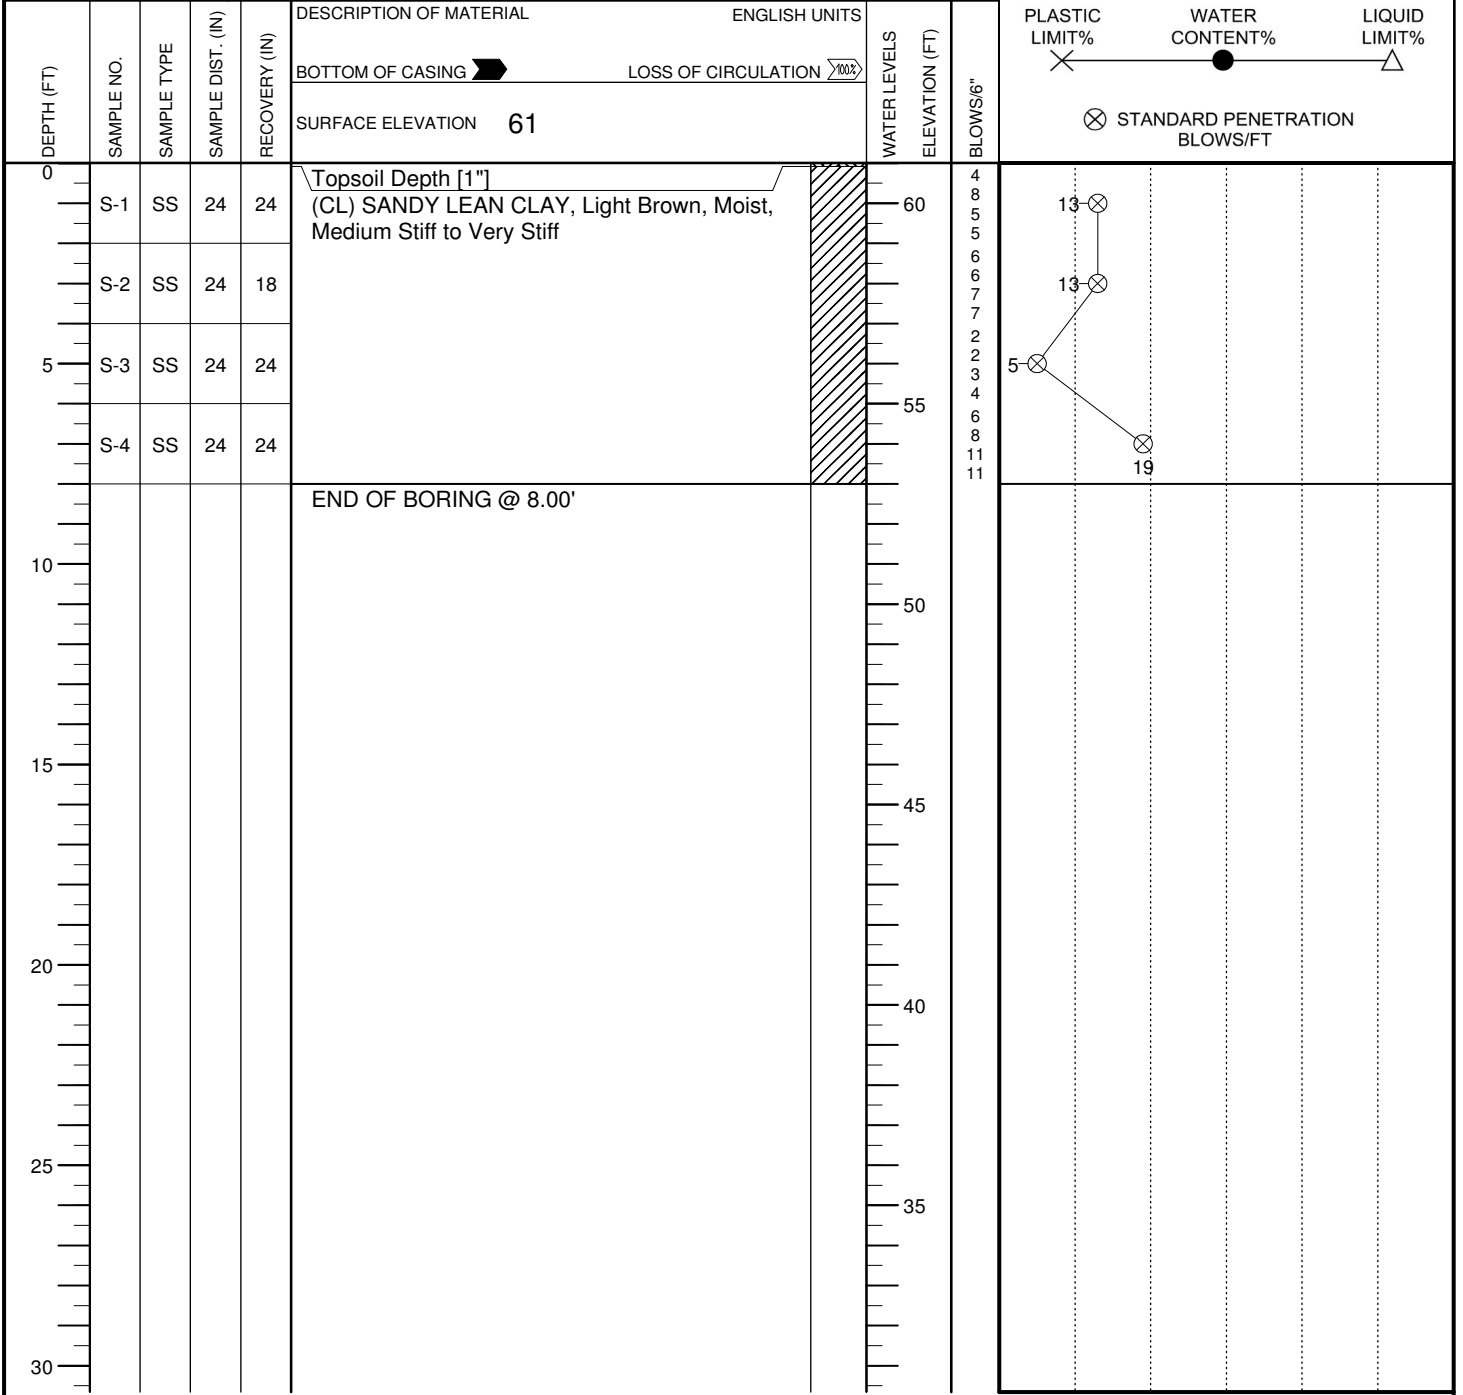 DEPTH (FT)
SAMPLE NO.
SAMPLE TYPE
SAMPLE DIST. (IN)
RECOVERY (IN)
DESCRIPTION OF MATERIAL ENGLISH UNITS
BOTTOM OF CASING LOSS OF CIRCULATION 100%
SURFACE ELEVATION 61
WATER LEVELS
ELEVATION (FT)
BLOWS/6"
PLASTIC LIMIT%
WATER CONTENT%
LIQUID LIMIT%
STANDARD PENETRATION
BLOWS/FT
0
5
10
15
20
25
30
S-1 SS 24 24
S-2 SS 24 18
S-3 SS 24 24
S-4 SS 24 24
Topsoil Depth [1"]
(CL) SANDY LEAN CLAY, Light Brown, Moist,
Medium Stiff to Very Stiff
END OF BORING @ 8.00'
60
55
50
45
40
35
4
8
5
5
6
6
7
7
2
2
3
4
6
8
11
11
13
13
5
19